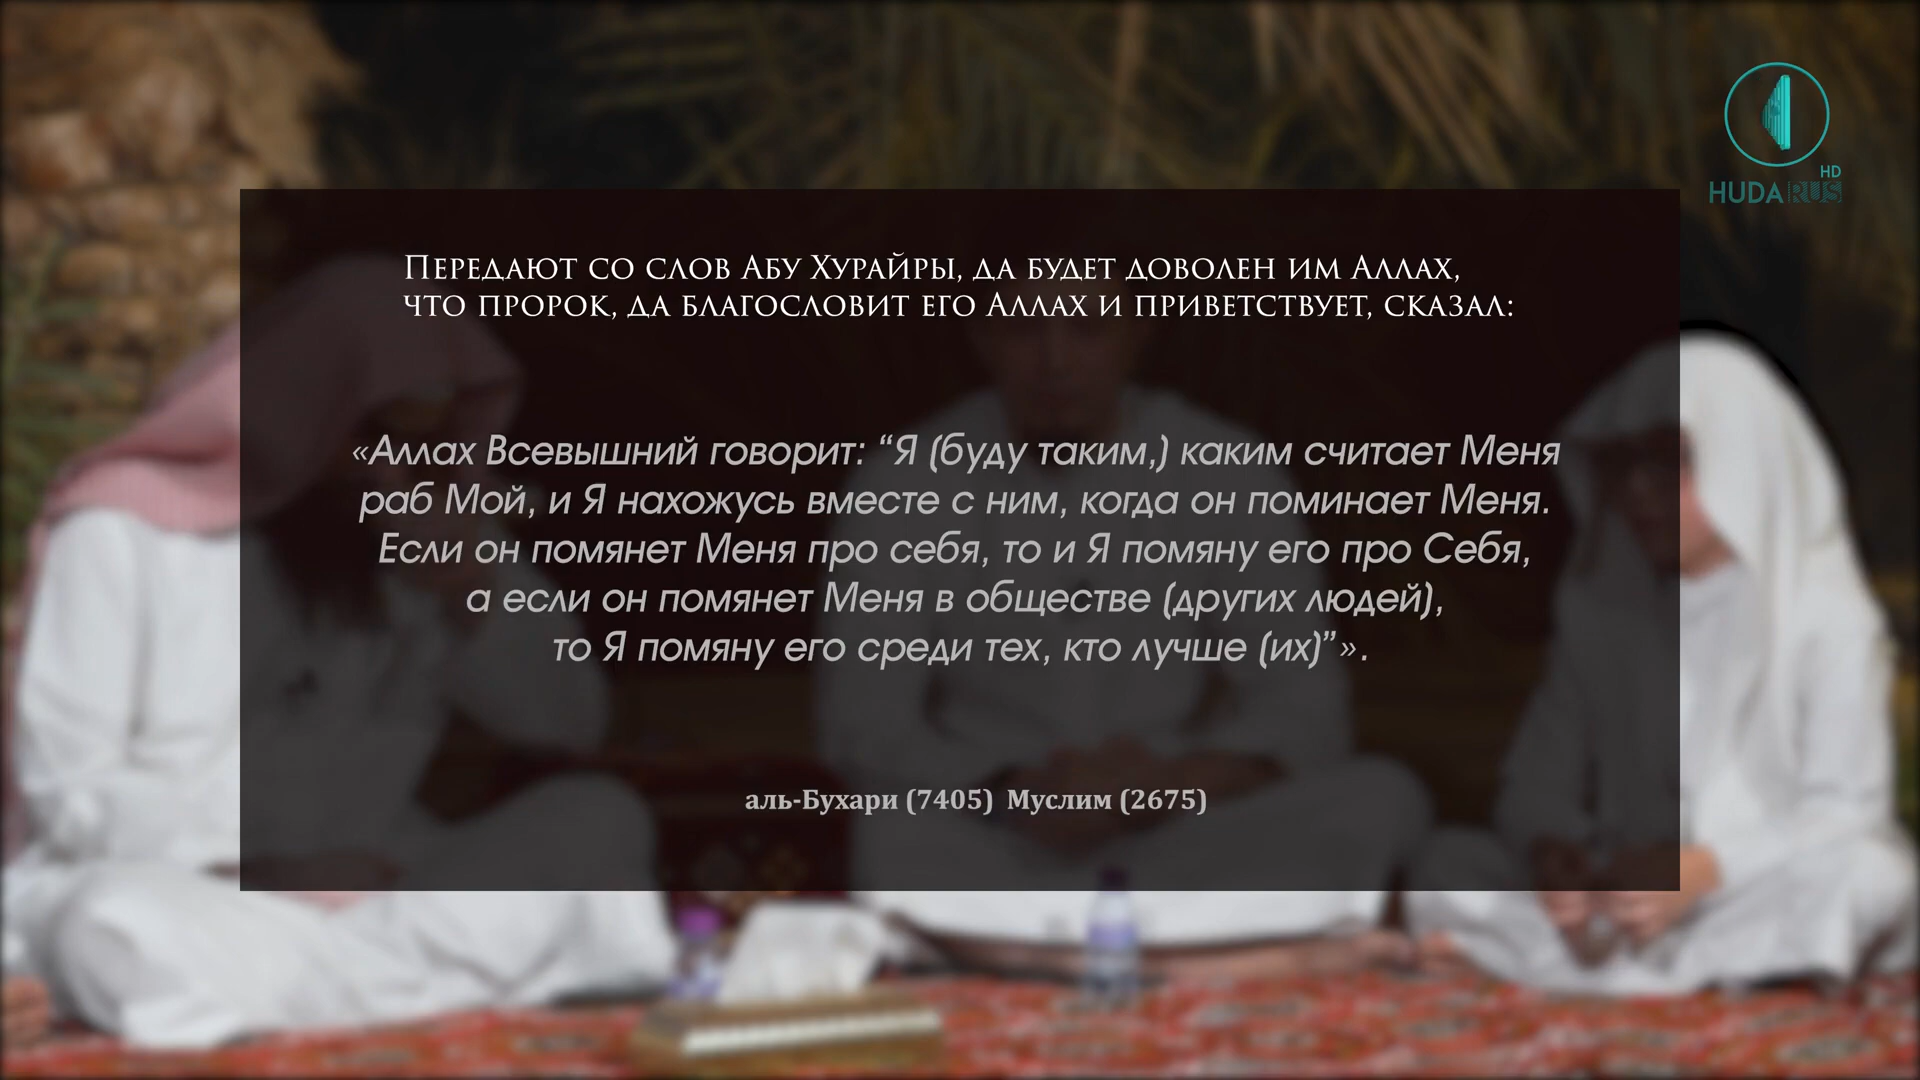 HD
HUDA RUS
Передают со слов Абу Хурайры, да будет доволен им Аллах,
что пророк, да благословит его Аллах и приветствует, сказал:
«Аллах Всевышний говорит: “Я (буду таким,) каким считает Меня
раб Мой, и Я нахожусь вместе с ним, когда он поминает Меня.
Если он помянет Меня про себя, то и Я помяну его про Себя,
а если он помянет Меня в обществе (других людей),
то Я помяну его среди тех, кто лучше (их)”».
аль-Бухари (7405) Муслим (2675)